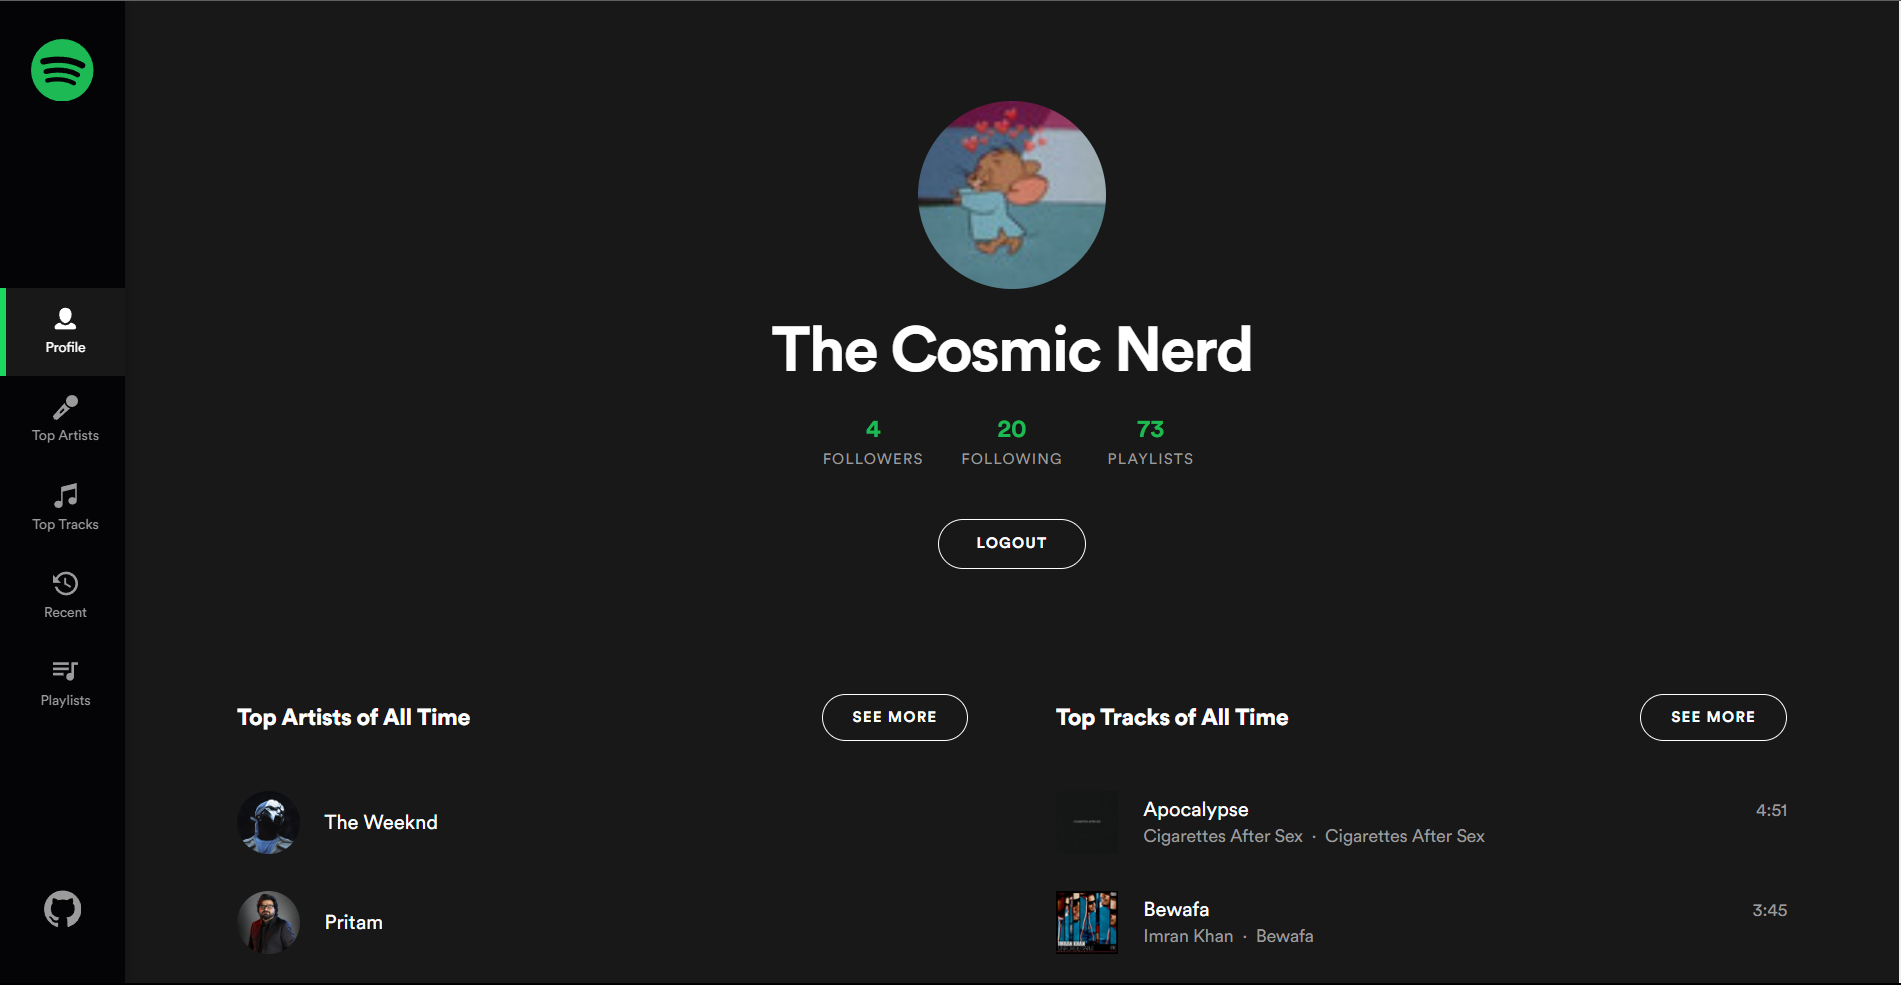 Profile
Top Artists
Top Tracks
Recent
Playlists
The Cosmic Nerd
4 20 73
FOLLOWERS FOLLOWING PLAYLISTS
LOGOUT
Top Artists of All Time
SEE MORE
The Weeknd
Pritam
Top Tracks of All Time
SEE MORE
Apocalypse 4:51
Cigarettes After Sex · Cigarettes After Sex
Bewafa 3:45
Imran Khan · Bewafa